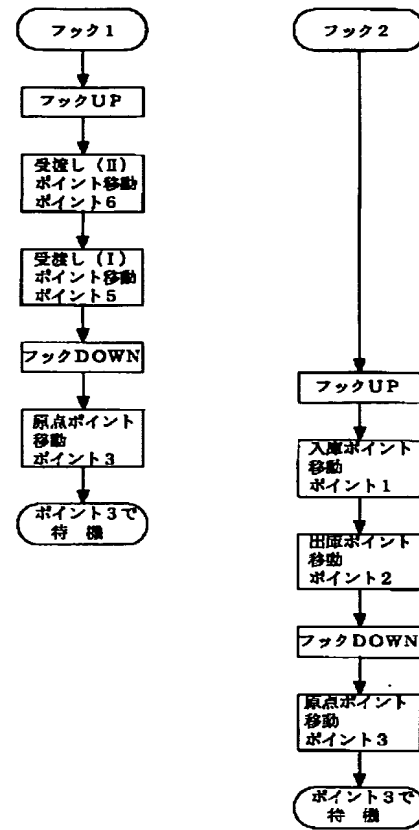 フック1
フックUP
受渡し(Ⅱ)
ポイント移動
ポイント6
受渡し(Ⅰ)
ポイント移動
ポイント5
フックDOWN
原点ポイント
移動
ポイント3
ポイント3で
待 機
フック2
フックUP
入庫ポイント
移動
ポイント1
出庫ポイント
移動
ポイント2
フックDOWN
原点ポイント
移動
ポイント3
ポイント3で
待 機